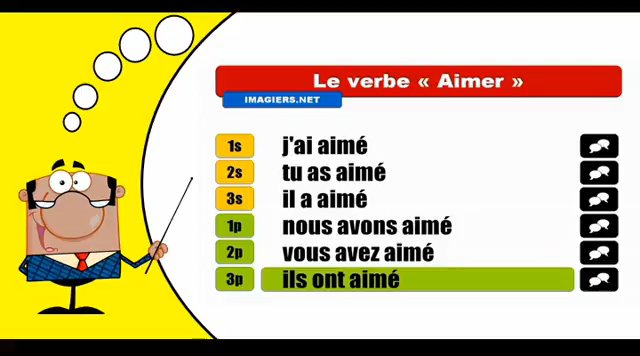 Le verbe « Aimer »
IMAGIERS.NET
1s j'ai aimé
2s tu as aimé
3s il a aimé
1p nous avons aimé
2p vous avez aimé
3p ils ont aimé